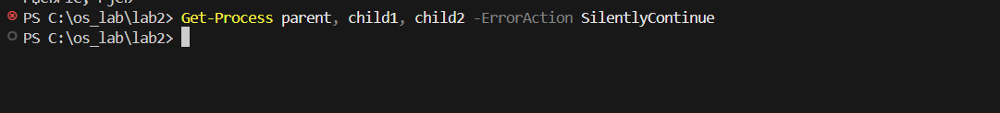 PS C:\os_lab\lab2> Get-Process parent, child1, child2 -ErrorAction SilentlyContinue
PS C:\os_lab\lab2>